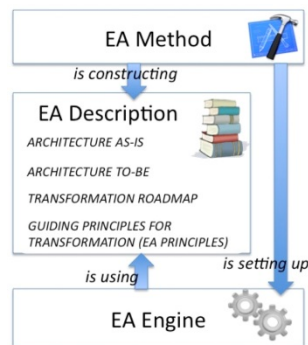 EA Method
is constructing
EA Description
ARCHITECTURE AS-IS
ARCHITECTURE TO-BE
TRANSFORMATION ROADMAP
GUIDING PRINCIPLES FOR
TRANSFORMATION (EA PRINCIPLES)
is setting up
is using
EA Engine